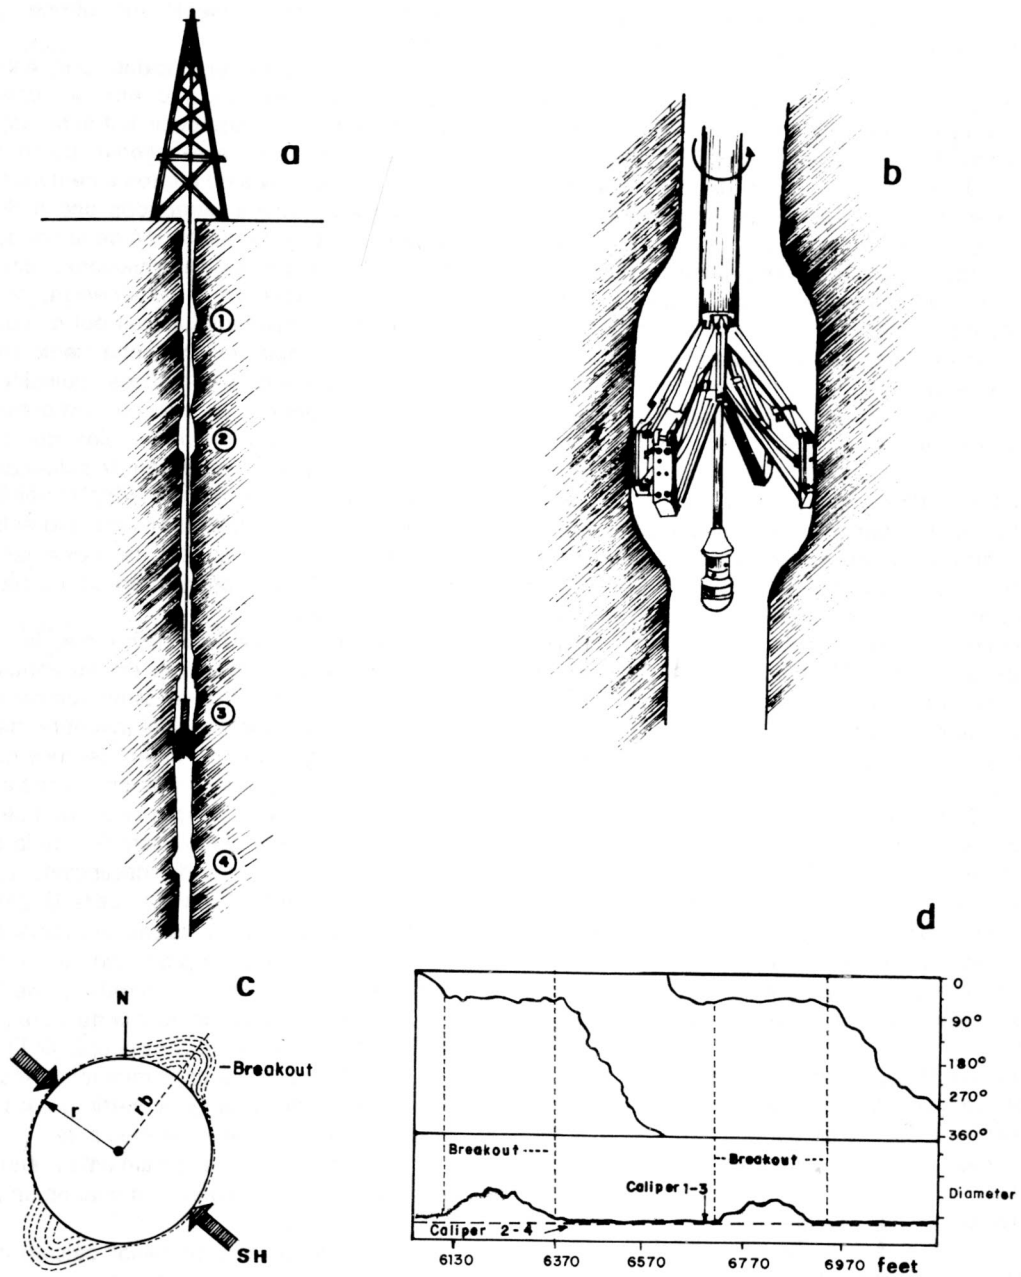 a
①
②
③
④
b
c
N
Breakout
r
rb
SH
d
0
90°
180°
270°
360°
Breakout
Breakout
Caliper 1-3
Diameter
Caliper 2-4
6130 6370 6570 6770 6970 feet